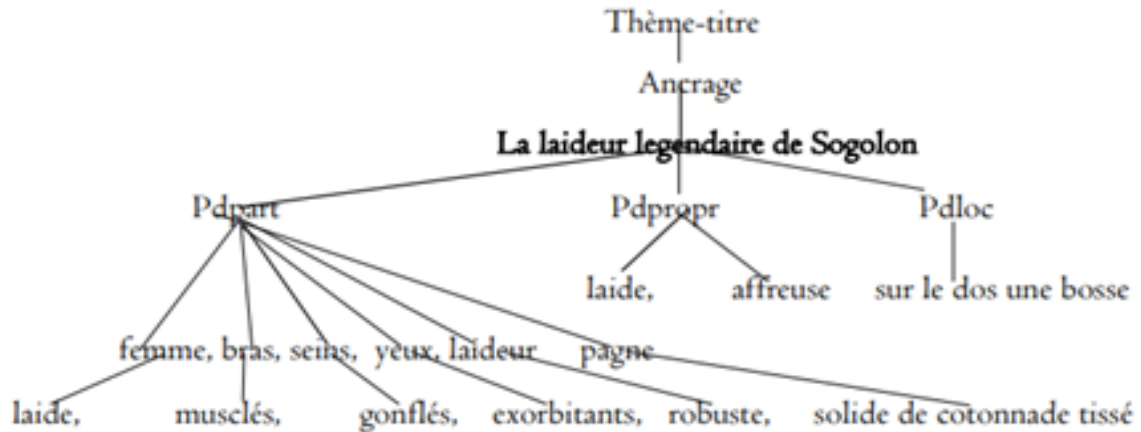 Thème-titre
Ancrage
La laideur legendaire de Sogolon
Pdpart Pdpropr Pdloc
laide, affreuse sur le dos une bosse
femme, bras, seins, yeux, laideur pagne
laide, musclés, gonflés, exorbitants, robuste, solide de cotonnade tissé